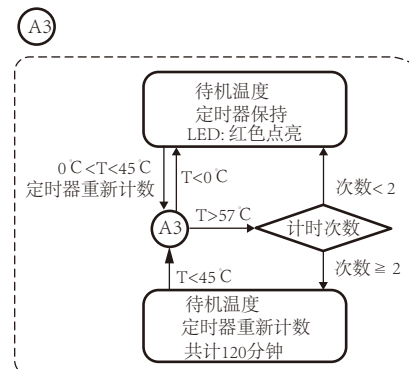 A3
待机温度
定时器保持
LED: 红色点亮
0℃<T<45℃
定时器重新计数
T<0℃
次数< 2
A3
T>57℃
计时次数
T<45℃
次数≧ 2
待机温度
定时器重新计数
共计120分钟